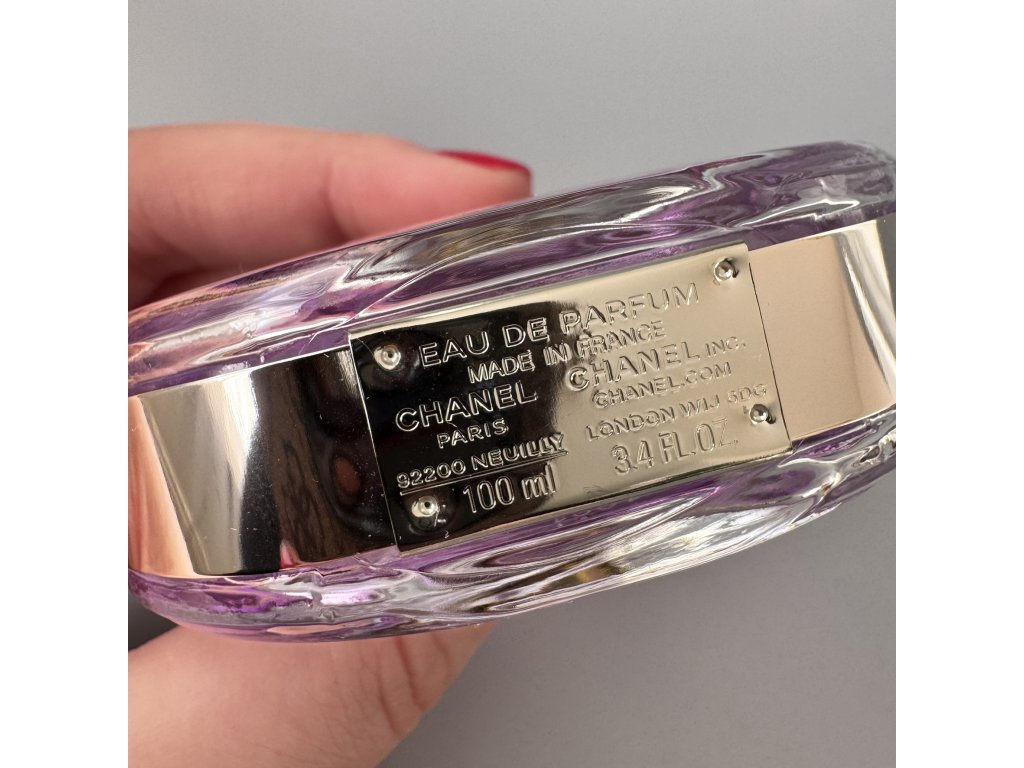 EAU DE PARFUM
MADE IN FRANCE
CHANEL CHANEL INC.
PARIS CHANEL.COM
92200 NEUILLY LONDON W1J 6DG
100 ml 3.4 FL.OZ.